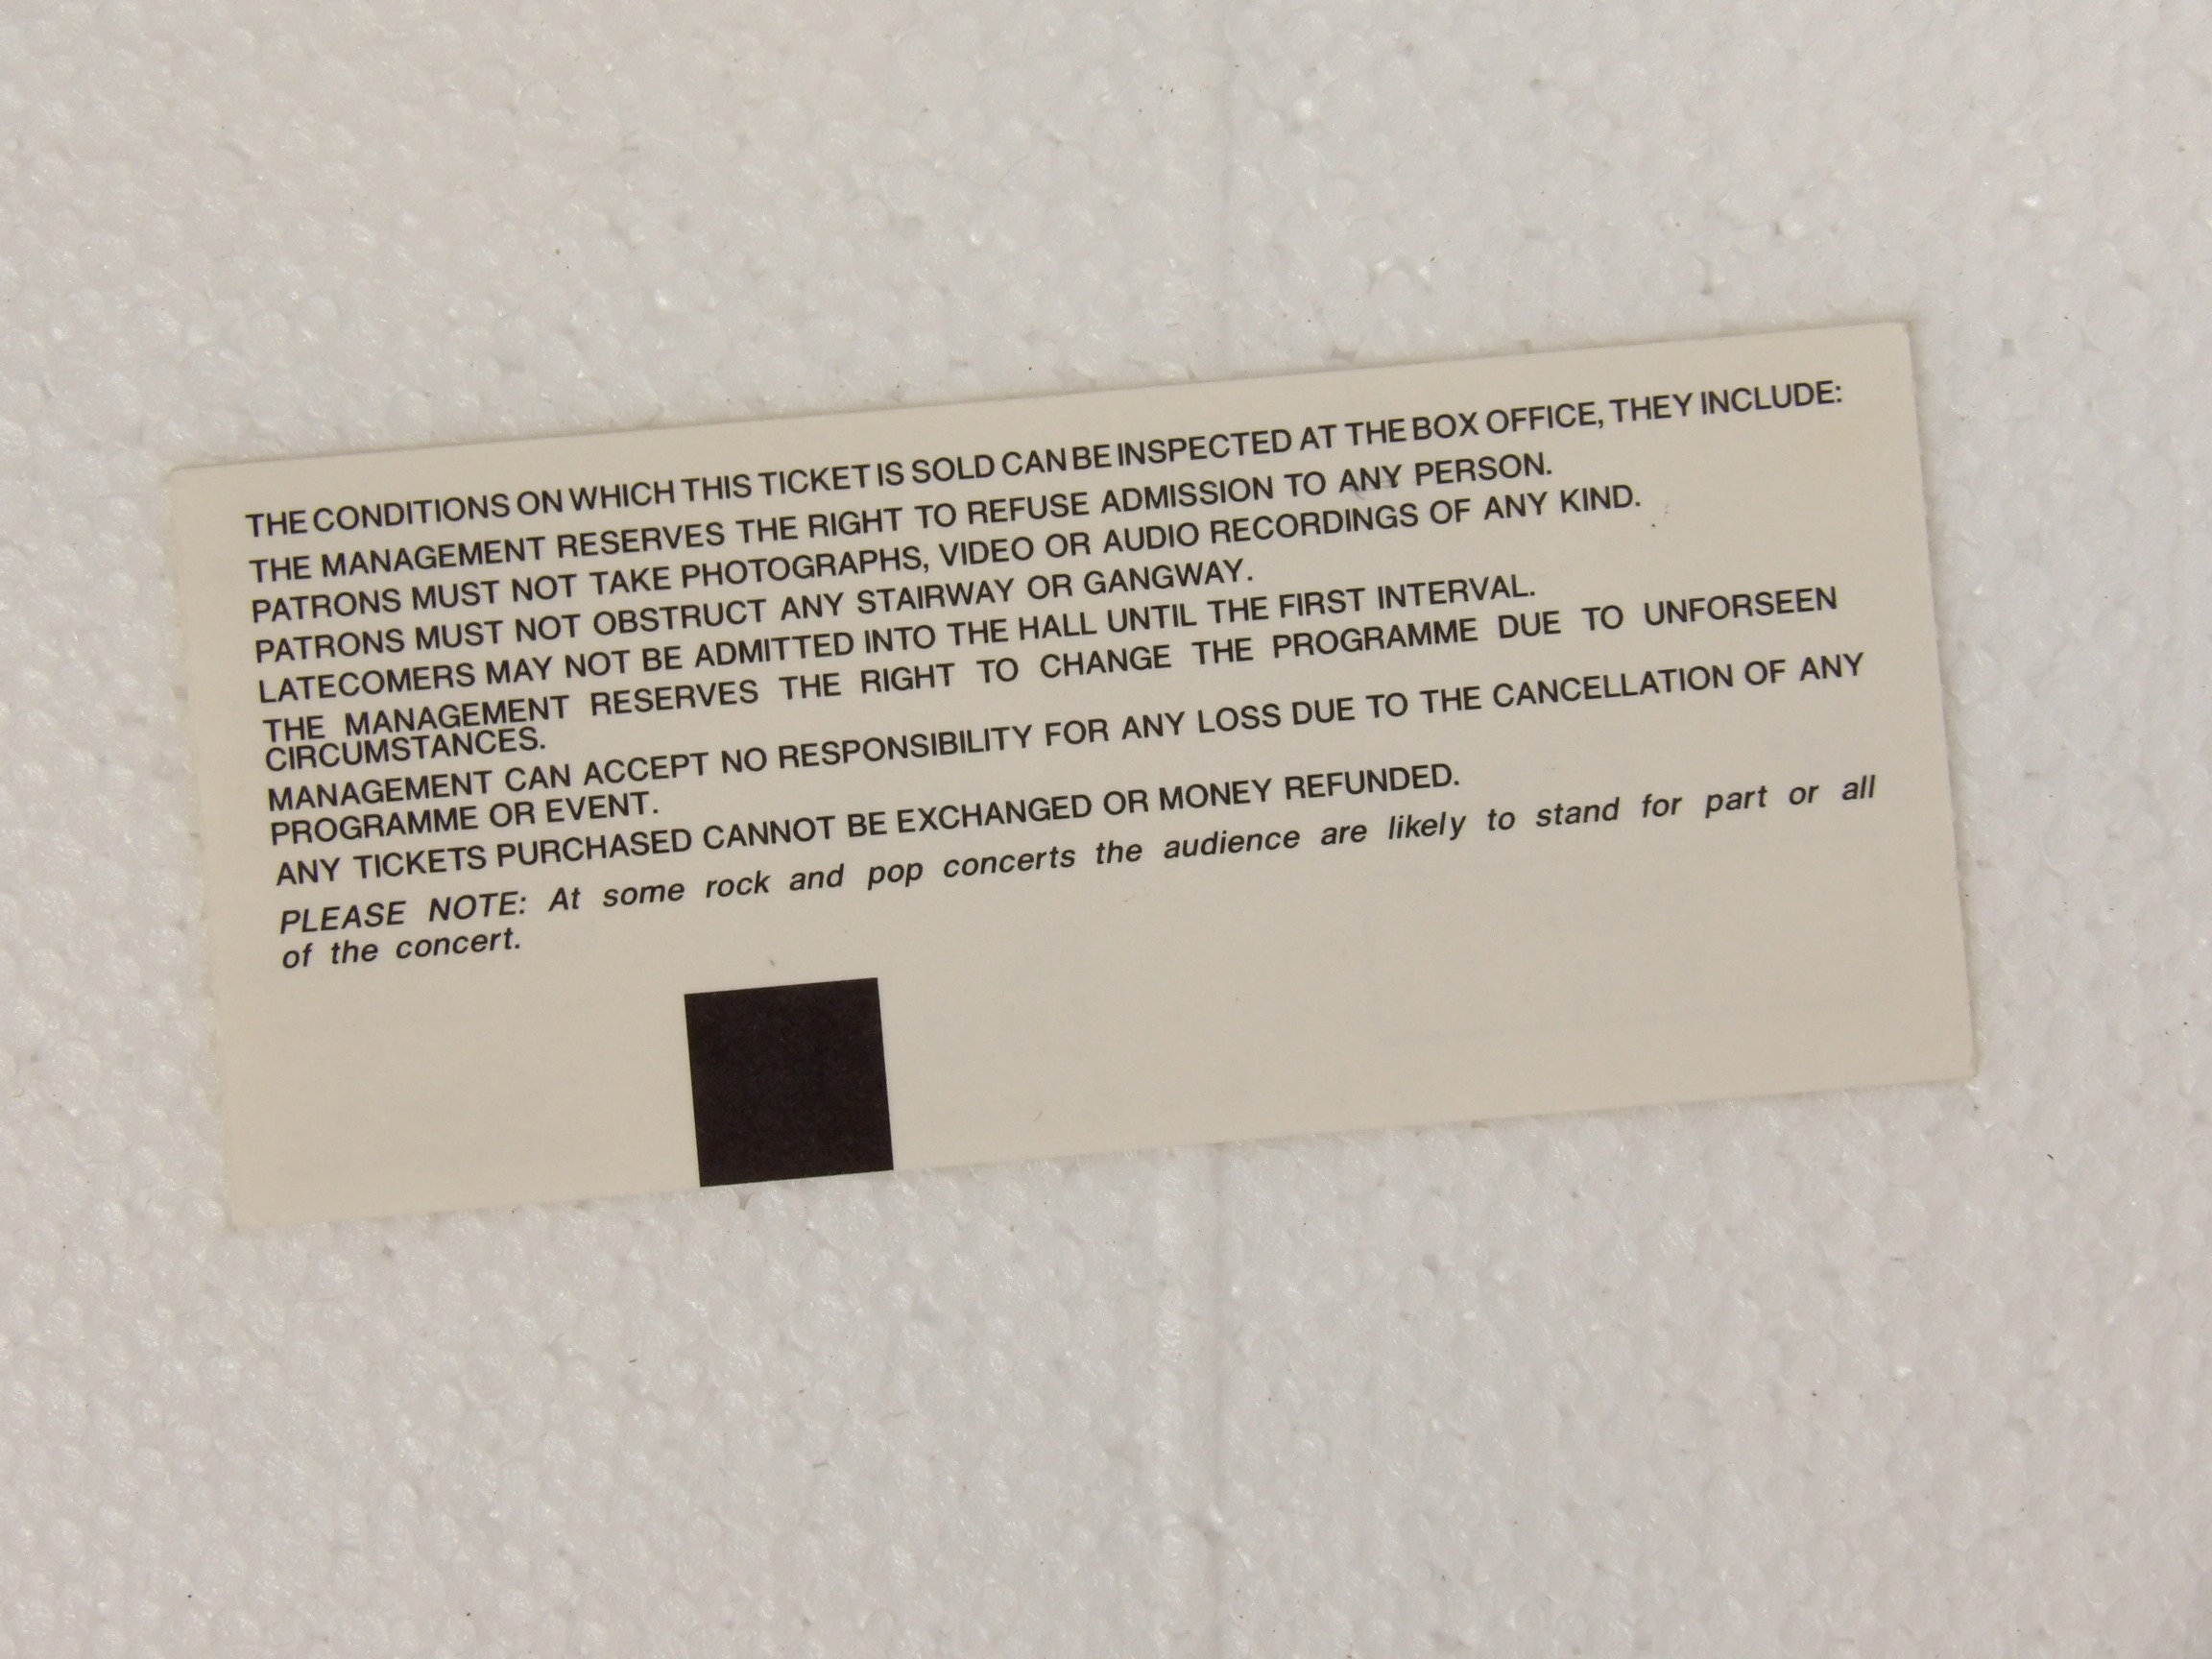 THE CONDITIONS ON WHICH THIS TICKET IS SOLD CAN BE INSPECTED AT THE BOX OFFICE, THEY INCLUDE:
THE MANAGEMENT RESERVES THE RIGHT TO REFUSE ADMISSION TO ANY PERSON.
PATRONS MUST NOT TAKE PHOTOGRAPHS, VIDEO OR AUDIO RECORDINGS OF ANY KIND.
PATRONS MUST NOT OBSTRUCT ANY STAIRWAY OR GANGWAY.
LATECOMERS MAY NOT BE ADMITTED INTO THE HALL UNTIL THE FIRST INTERVAL.
THE MANAGEMENT RESERVES THE RIGHT TO CHANGE THE PROGRAMME DUE TO UNFORSEEN
CIRCUMSTANCES.
MANAGEMENT CAN ACCEPT NO RESPONSIBILITY FOR ANY LOSS DUE TO THE CANCELLATION OF ANY
PROGRAMME OR EVENT.
ANY TICKETS PURCHASED CANNOT BE EXCHANGED OR MONEY REFUNDED.
PLEASE NOTE: At some rock and pop concerts the audience are likely to stand for part or all
of the concert.